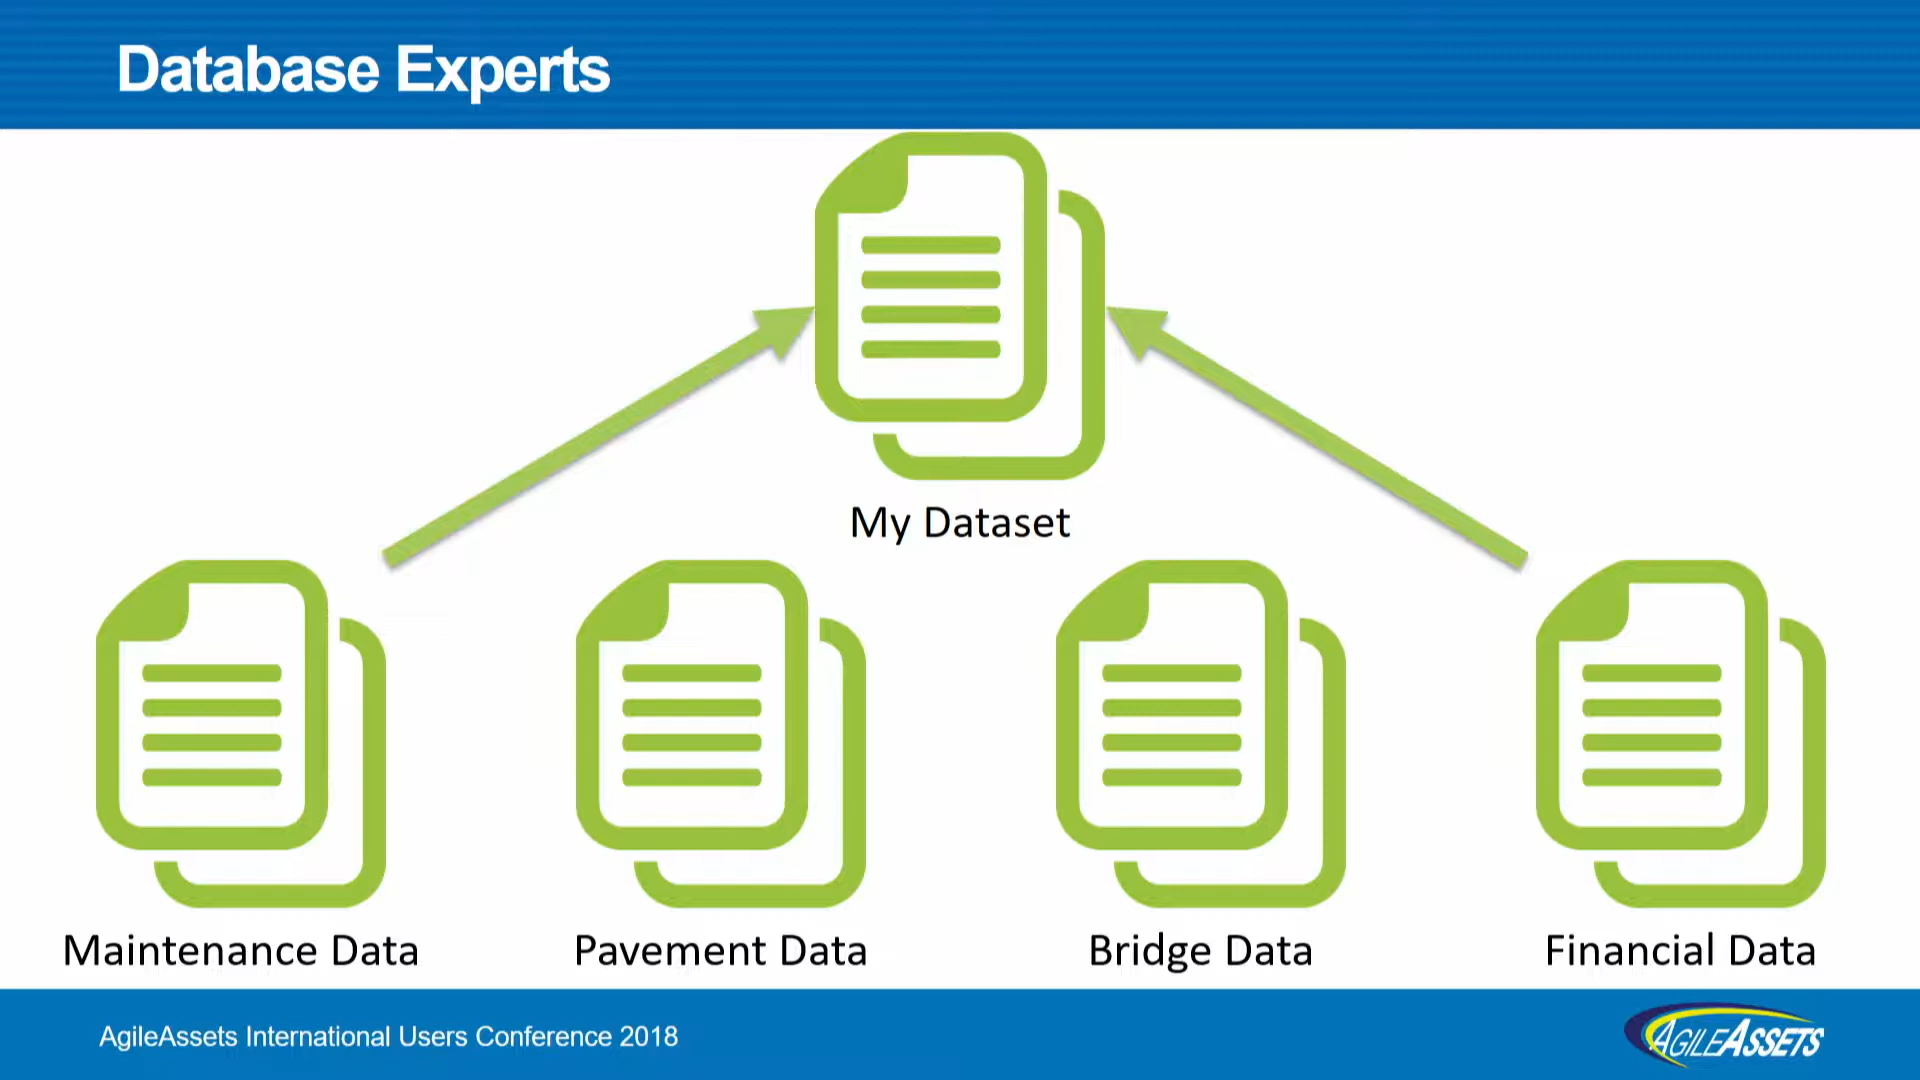 Database Experts
My Dataset
Maintenance Data
Pavement Data
Bridge Data
Financial Data
AgileAssets International Users Conference 2018
AGILEASSETS